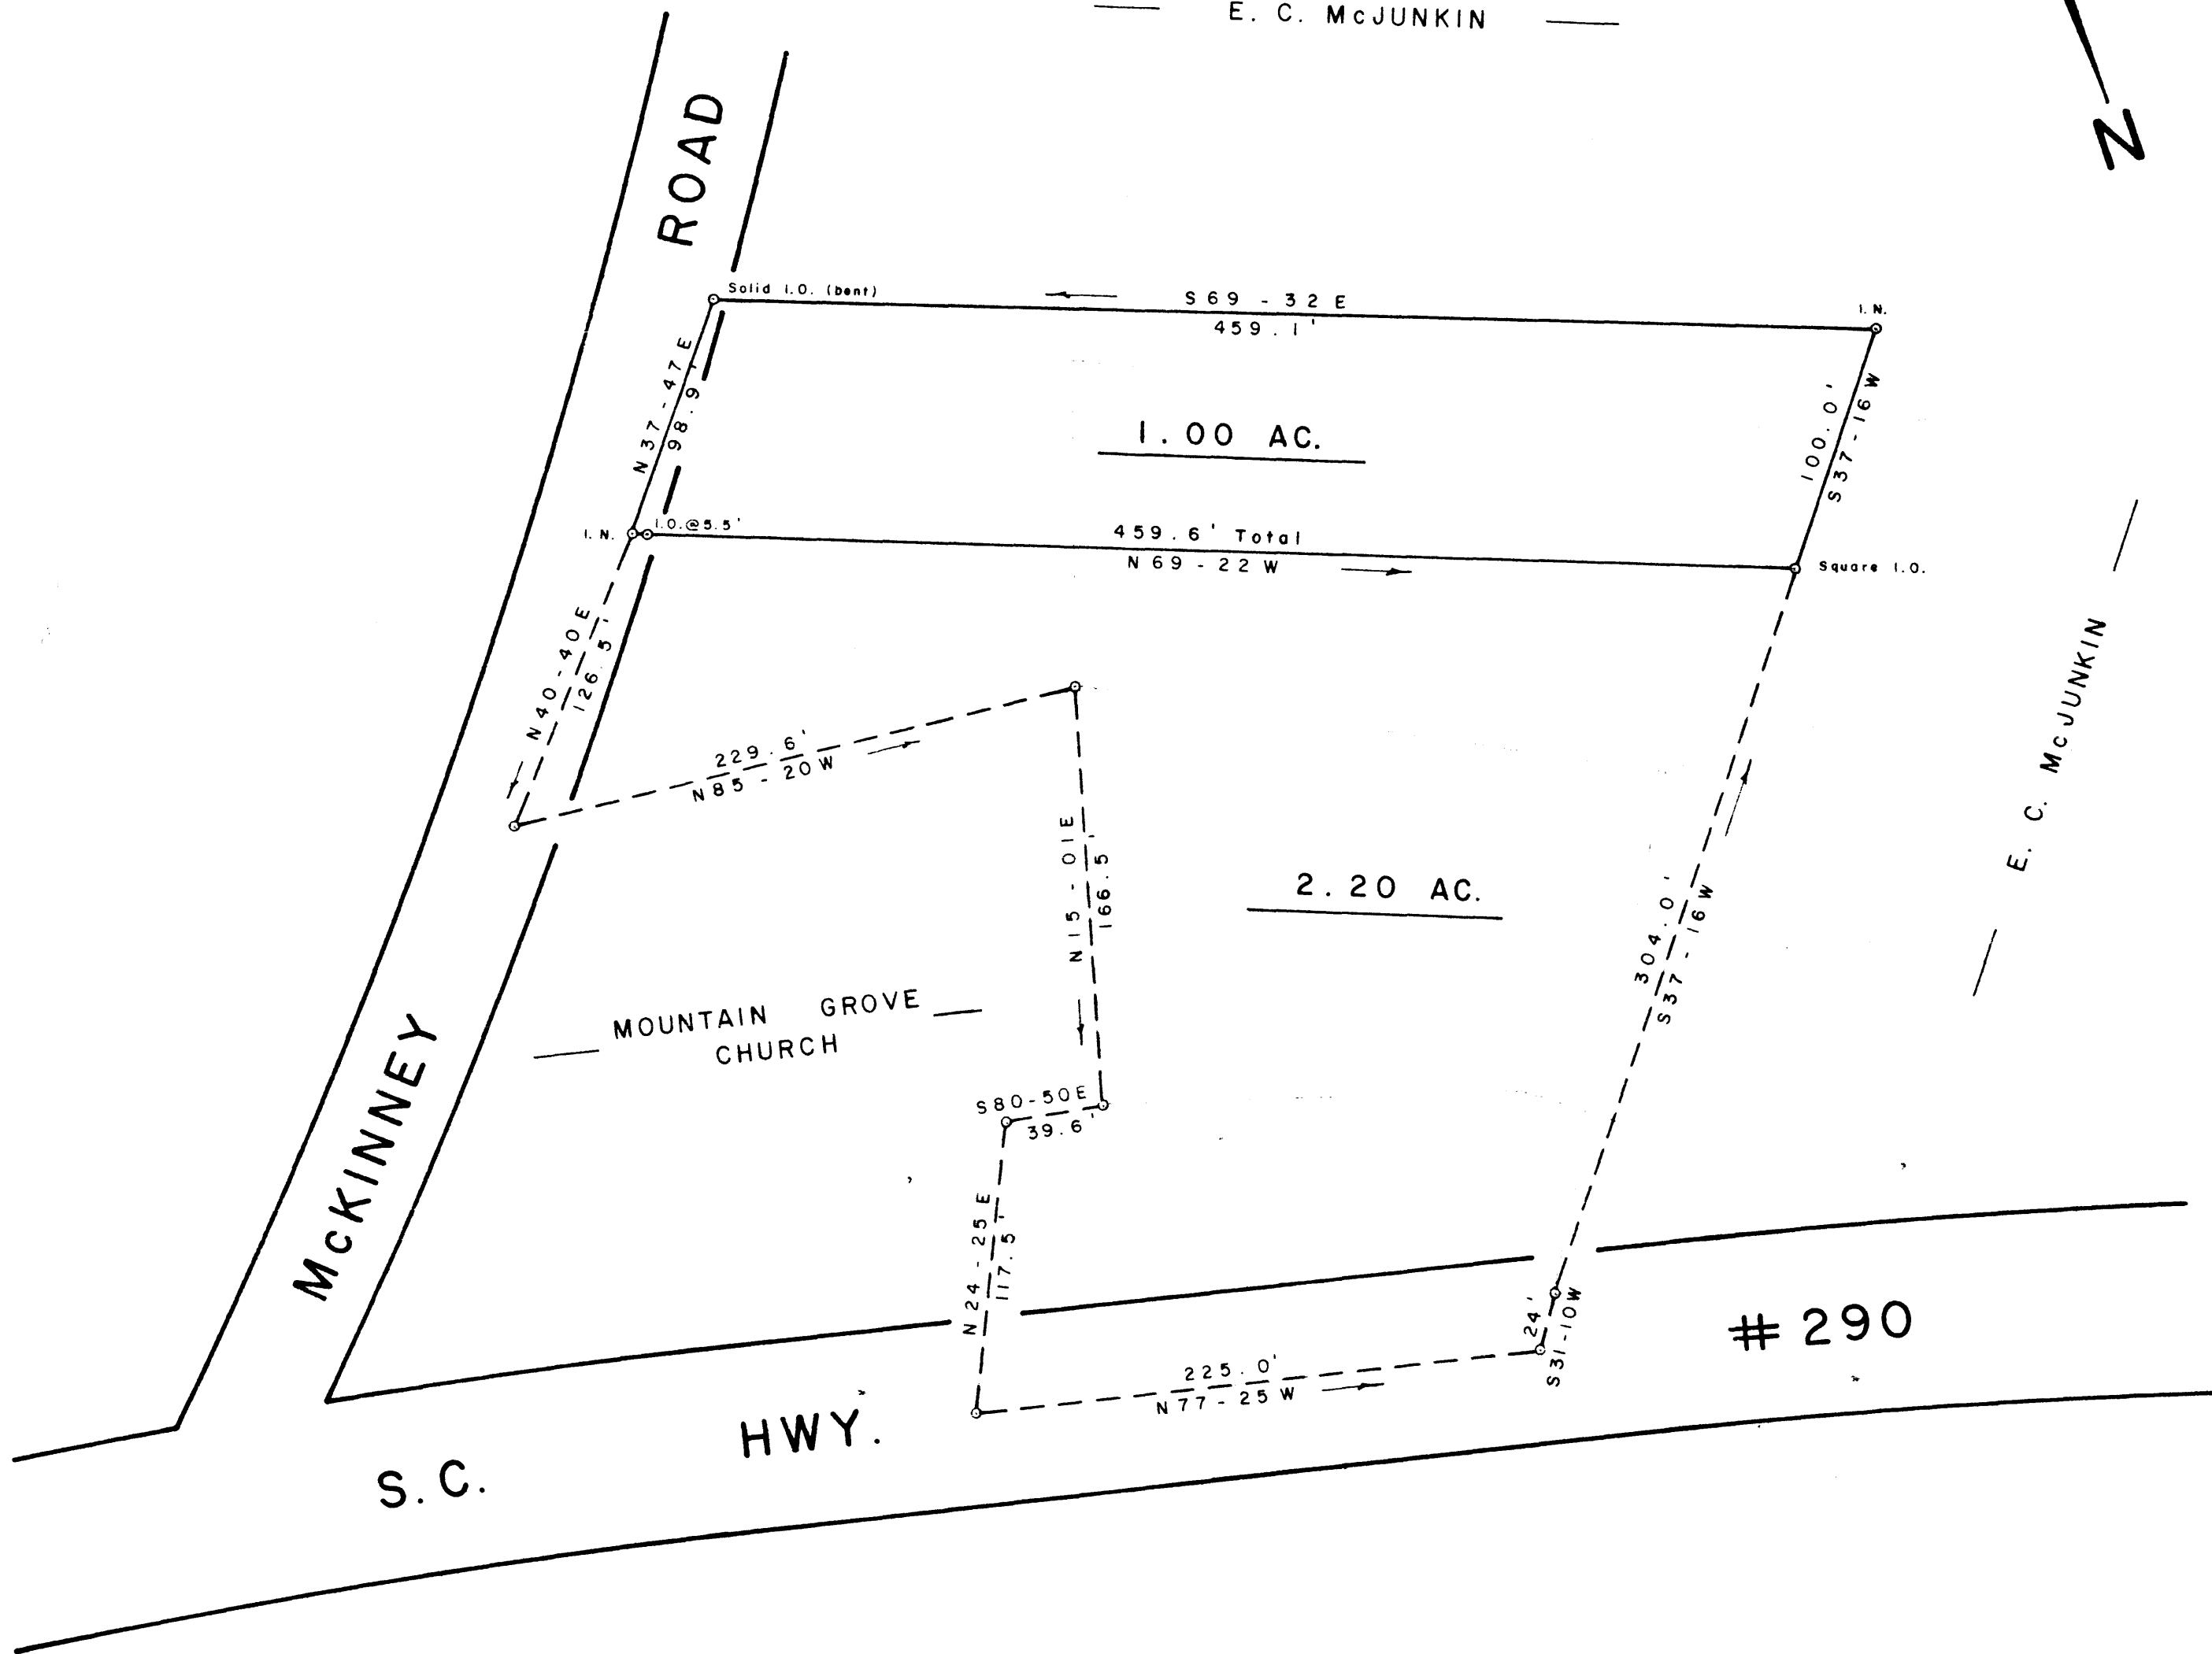 E. C. McJUNKIN
N
ROAD
Solid I.O. (bent)
S 69 - 32 E
459.1'
I. N.
N 37 - 47 E
98.9'
100.0'
S 37 - 16 W
1.00 AC.
I. N.
I.O.@5.5'
459.6' Total
N 69 - 22 W
Square I.O.
N 40 - 40 E
126.5'
229.6'
N 85 - 20 W
N 15 - 01 E
166.5'
2.20 AC.
304.0'
S 37 - 16 W
E. C. McJUNKIN
MOUNTAIN GROVE
CHURCH
McKINNEY
S 80 - 50 E
39.6'
N 24 - 25 E
117.5'
225.0'
N 77 - 25 W
24'
S 31 - 10 W
# 290
HWY.
S. C.